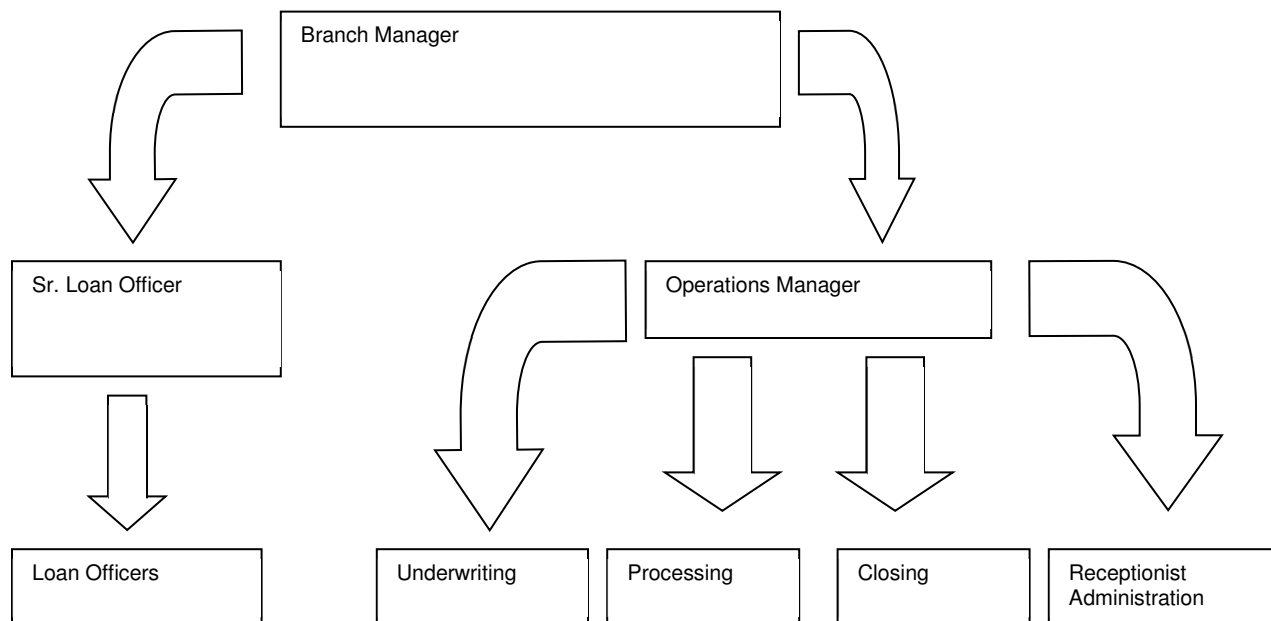 Branch Manager
Sr. Loan Officer
Operations Manager
Loan Officers
Underwriting
Processing
Closing
Receptionist
Administration